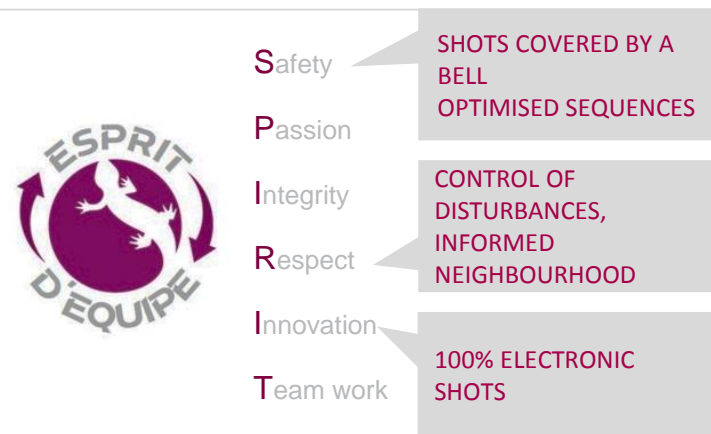 ESPRIT
D'EQUIPE
Safety
Passion
Integrity
Respect
Innovation
Team work
SHOTS COVERED BY A
BELL
OPTIMISED SEQUENCES
CONTROL OF
DISTURBANCES,
INFORMED
NEIGHBOURHOOD
100% ELECTRONIC
SHOTS